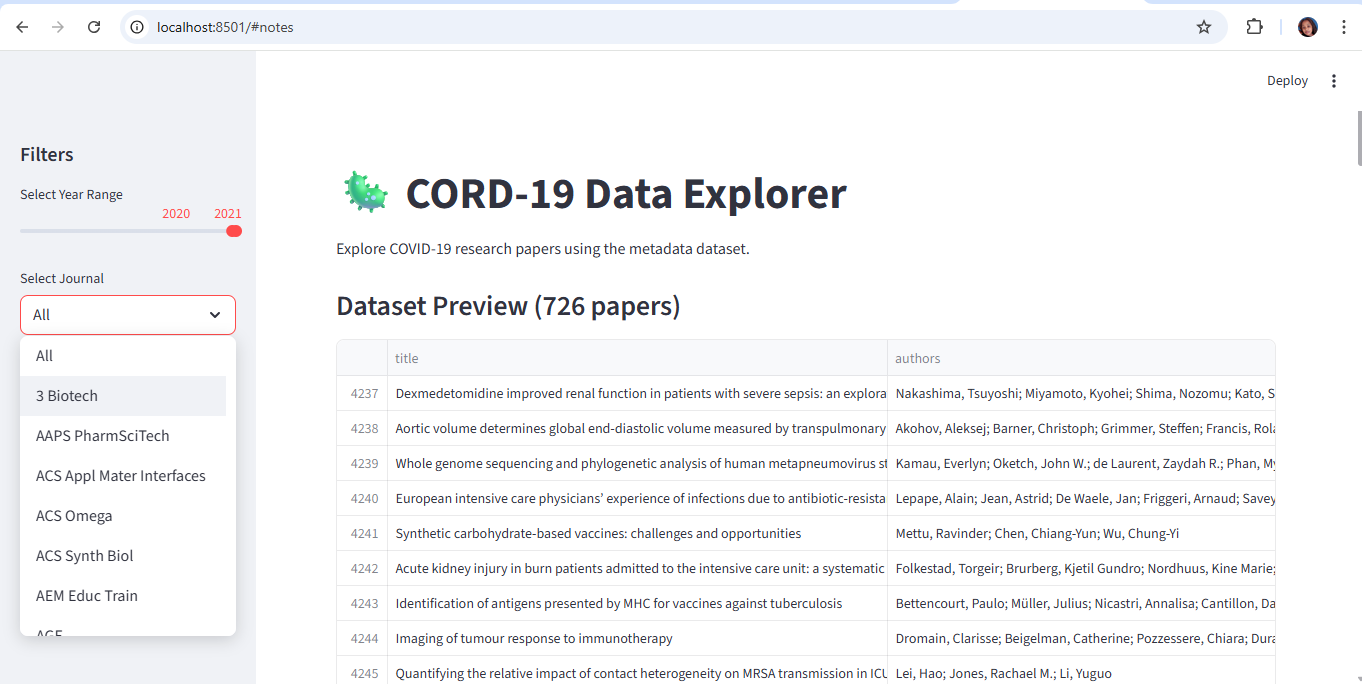 localhost:8501/#notes
Deploy
Filters
Select Year Range
2020 2021
Select Journal
All
All
3 Biotech
AAPS PharmSciTech
ACS Appl Mater Interfaces
ACS Omega
ACS Synth Biol
AEM Educ Train
AGE
CORD-19 Data Explorer
Explore COVID-19 research papers using the metadata dataset.
Dataset Preview (726 papers)
title authors
4237 Dexmedetomidine improved renal function in patients with severe sepsis: an explora Nakashima, Tsuyoshi; Miyamoto, Kyohei; Shima, Nozomu; Kato, S
4238 Aortic volume determines global end-diastolic volume measured by transpulmonary Akohov, Aleksej; Barner, Christoph; Grimmer, Steffen; Francis, Rola
4239 Whole genome sequencing and phylogenetic analysis of human metapneumovirus st Kamau, Everlyn; Oketch, John W.; de Laurent, Zaydah R.; Phan, My
4240 European intensive care physicians’ experience of infections due to antibiotic-resista Lepape, Alain; Jean, Astrid; De Waele, Jan; Friggeri, Arnaud; Savey
4241 Synthetic carbohydrate-based vaccines: challenges and opportunities Mettu, Ravinder; Chen, Chiang-Yun; Wu, Chung-Yi
4242 Acute kidney injury in burn patients admitted to the intensive care unit: a systematic Folkestad, Torgeir; Brurberg, Kjetil Gundro; Nordhuus, Kine Marie;
4243 Identification of antigens presented by MHC for vaccines against tuberculosis Bettencourt, Paulo; Müller, Julius; Nicastri, Annalisa; Cantillon, Da
4244 Imaging of tumour response to immunotherapy Dromain, Clarisse; Beigelman, Catherine; Pozzessere, Chiara; Dura
4245 Quantifying the relative impact of contact heterogeneity on MRSA transmission in ICU Lei, Hao; Jones, Rachael M.; Li, Yuguo